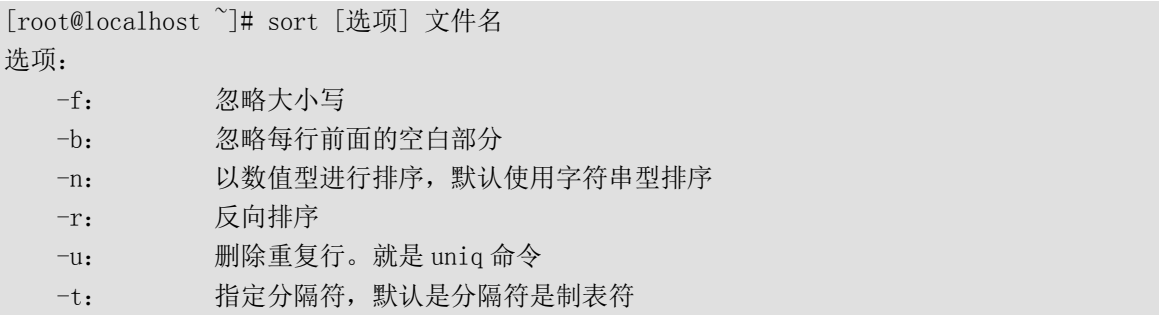 [root@localhost ~]# sort [选项] 文件名
选项：
-f： 忽略大小写
-b： 忽略每行前面的空白部分
-n： 以数值型进行排序，默认使用字符串型排序
-r： 反向排序
-u： 删除重复行。就是 uniq 命令
-t： 指定分隔符，默认是分隔符是制表符